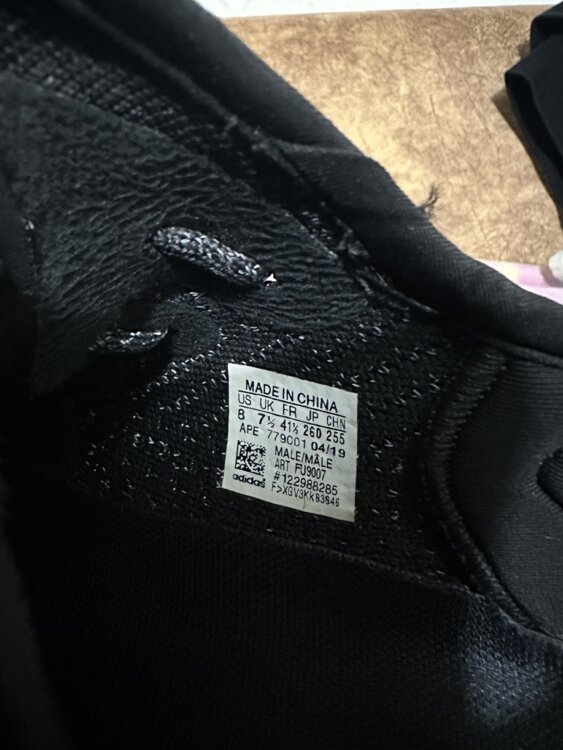 MADE IN CHINA
US UK FR JP CHN
8 7½ 41⅓ 260 255
APE 779001 04/19
MALE/MÂLE
ART FU9007
#122988285
F>XGV3KK83846
adidas